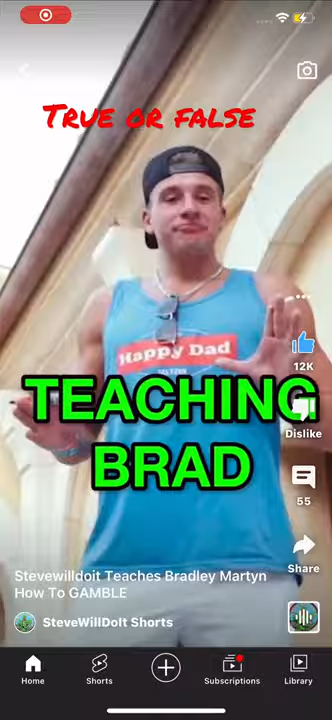 True or false
Happy Dad
TEACHING
BRAD
12K
Dislike
55
Share
Stevewilldoit Teaches Bradley Martyn
How To GAMBLE
SteveWillDoIt Shorts
Home
Shorts
Subscriptions
Library